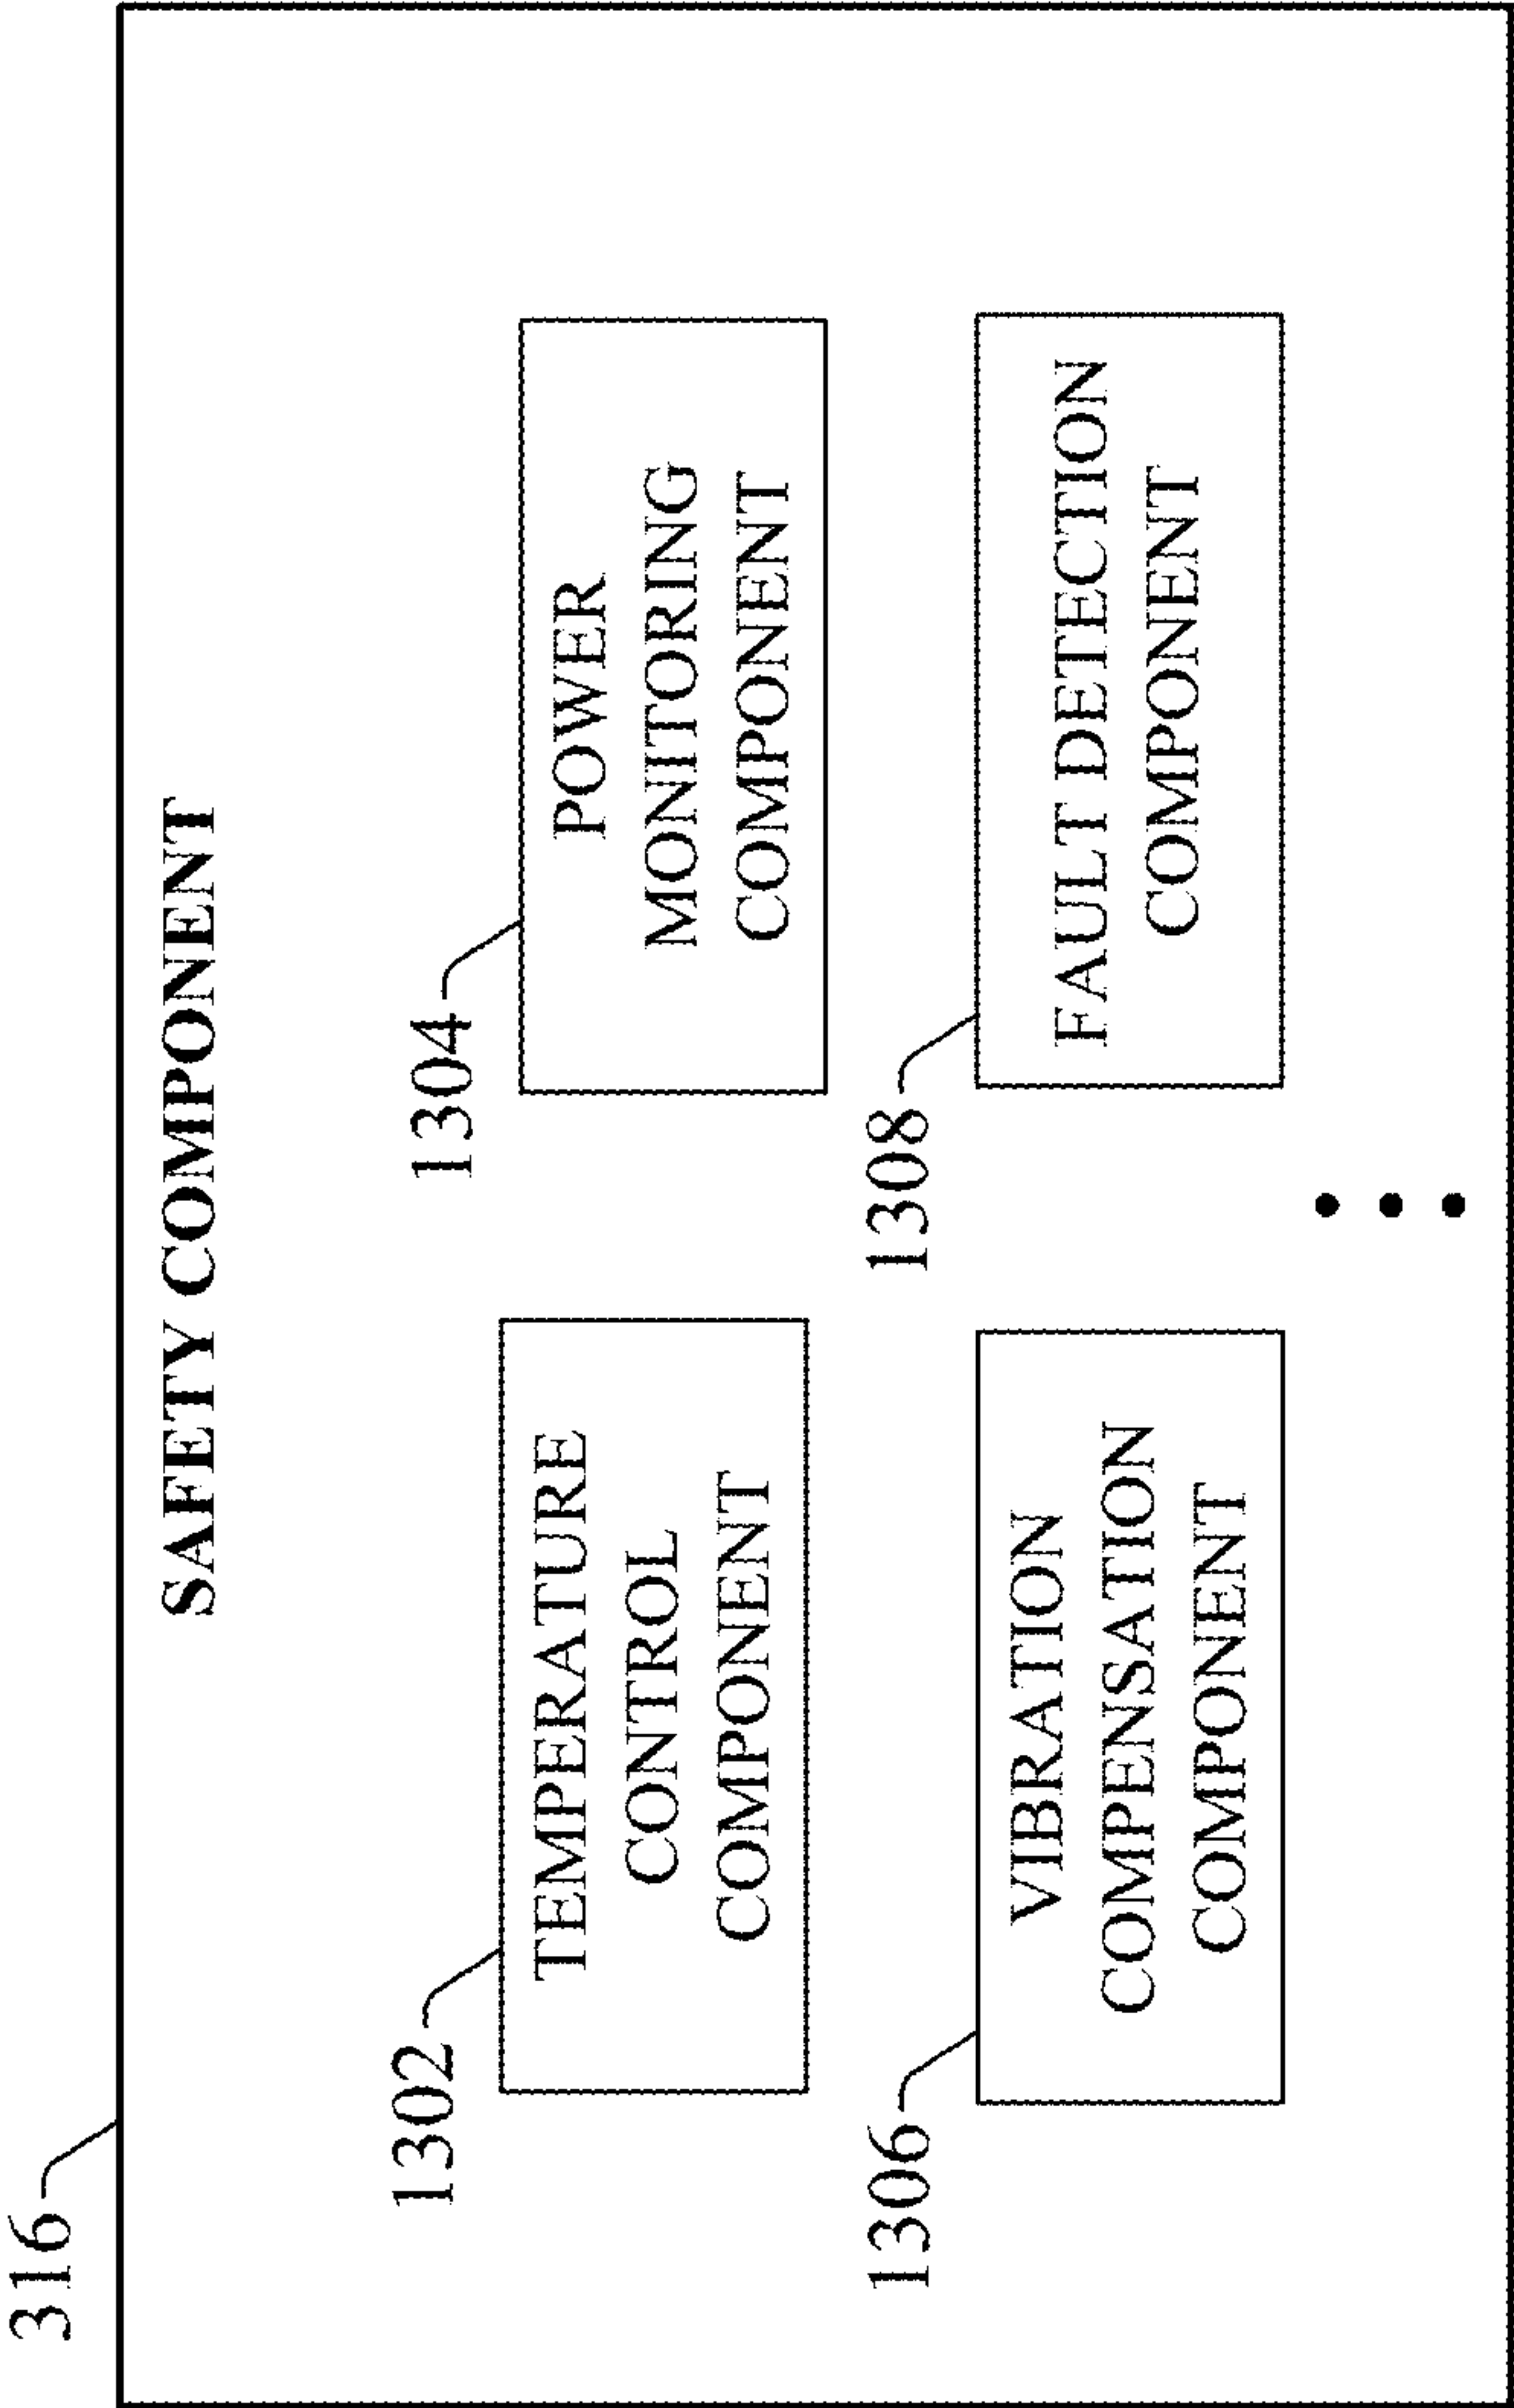 316
SAFETY COMPONENT
1302
TEMPERATURE
CONTROL
COMPONENT
1304
POWER
MONITORING
COMPONENT
1306
VIBRATION
COMPENSATION
COMPONENT
1308
FAULT DETECTION
COMPONENT